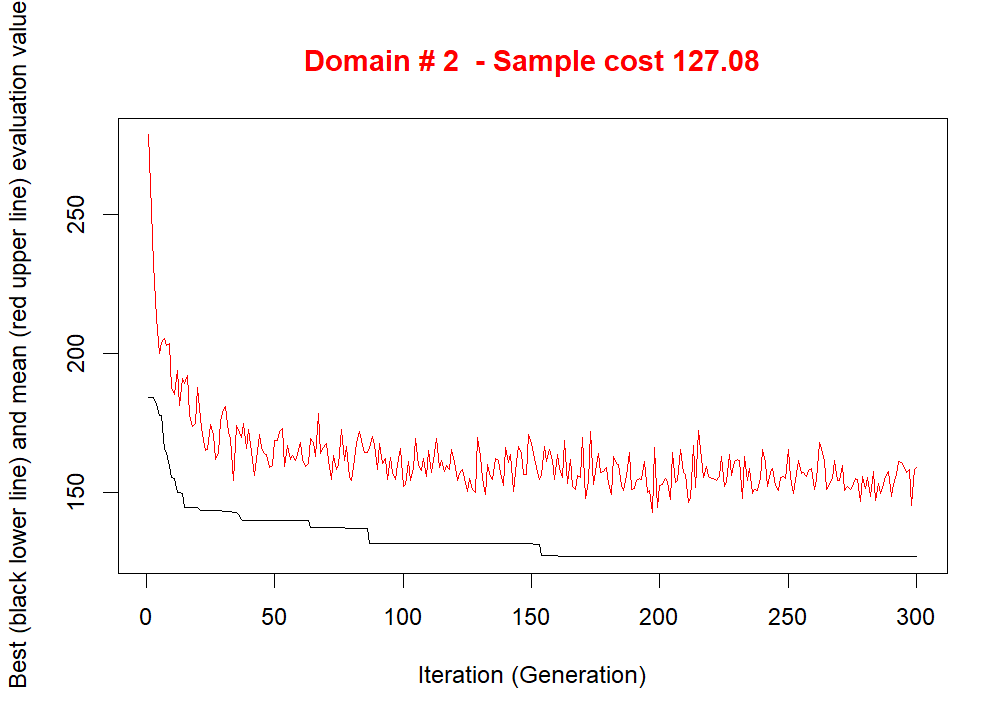 Domain # 2 - Sample cost 127.08
Best (black lower line) and mean (red upper line) evaluation value
250
200
150
0 50 100 150 200 250 300
Iteration (Generation)